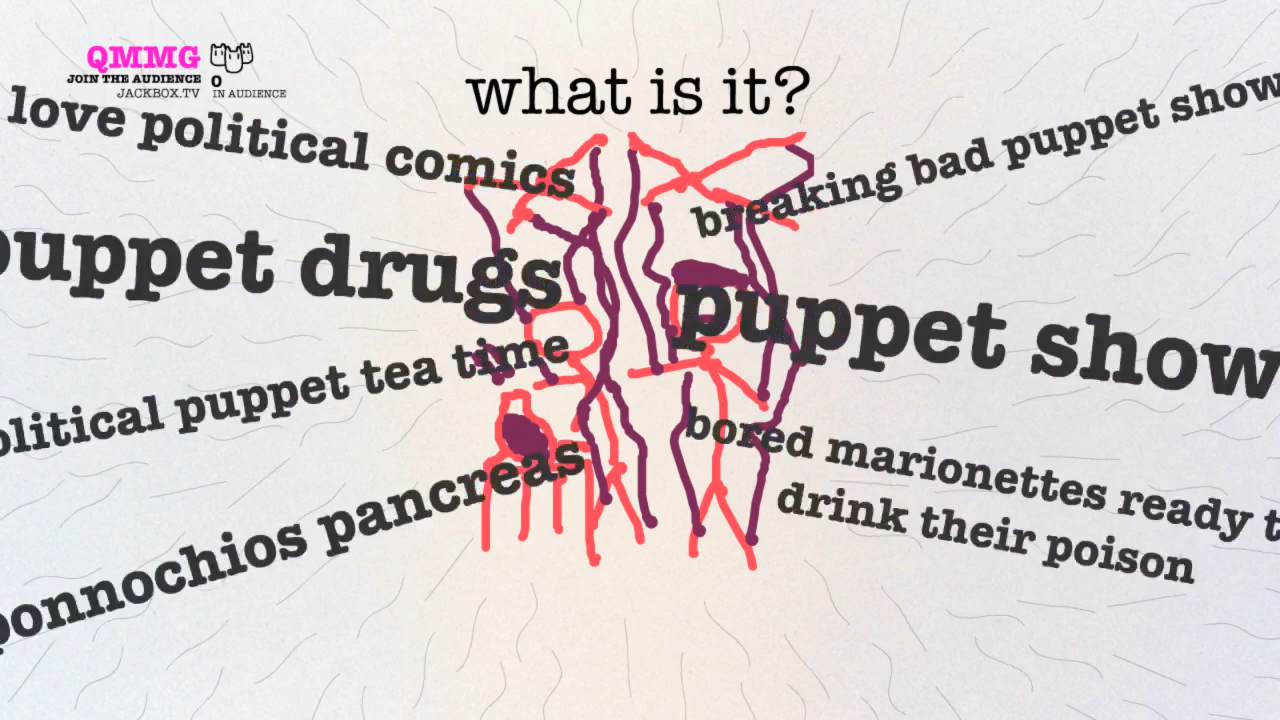 QMMG
JOIN THE AUDIENCE
JACKBOX.TV
0
IN AUDIENCE
what is it?
love political comics
breaking bad puppet show
puppet drugs
puppet show
political puppet tea time
bored marionettes ready t
drink their poison
ponnochios pancreas